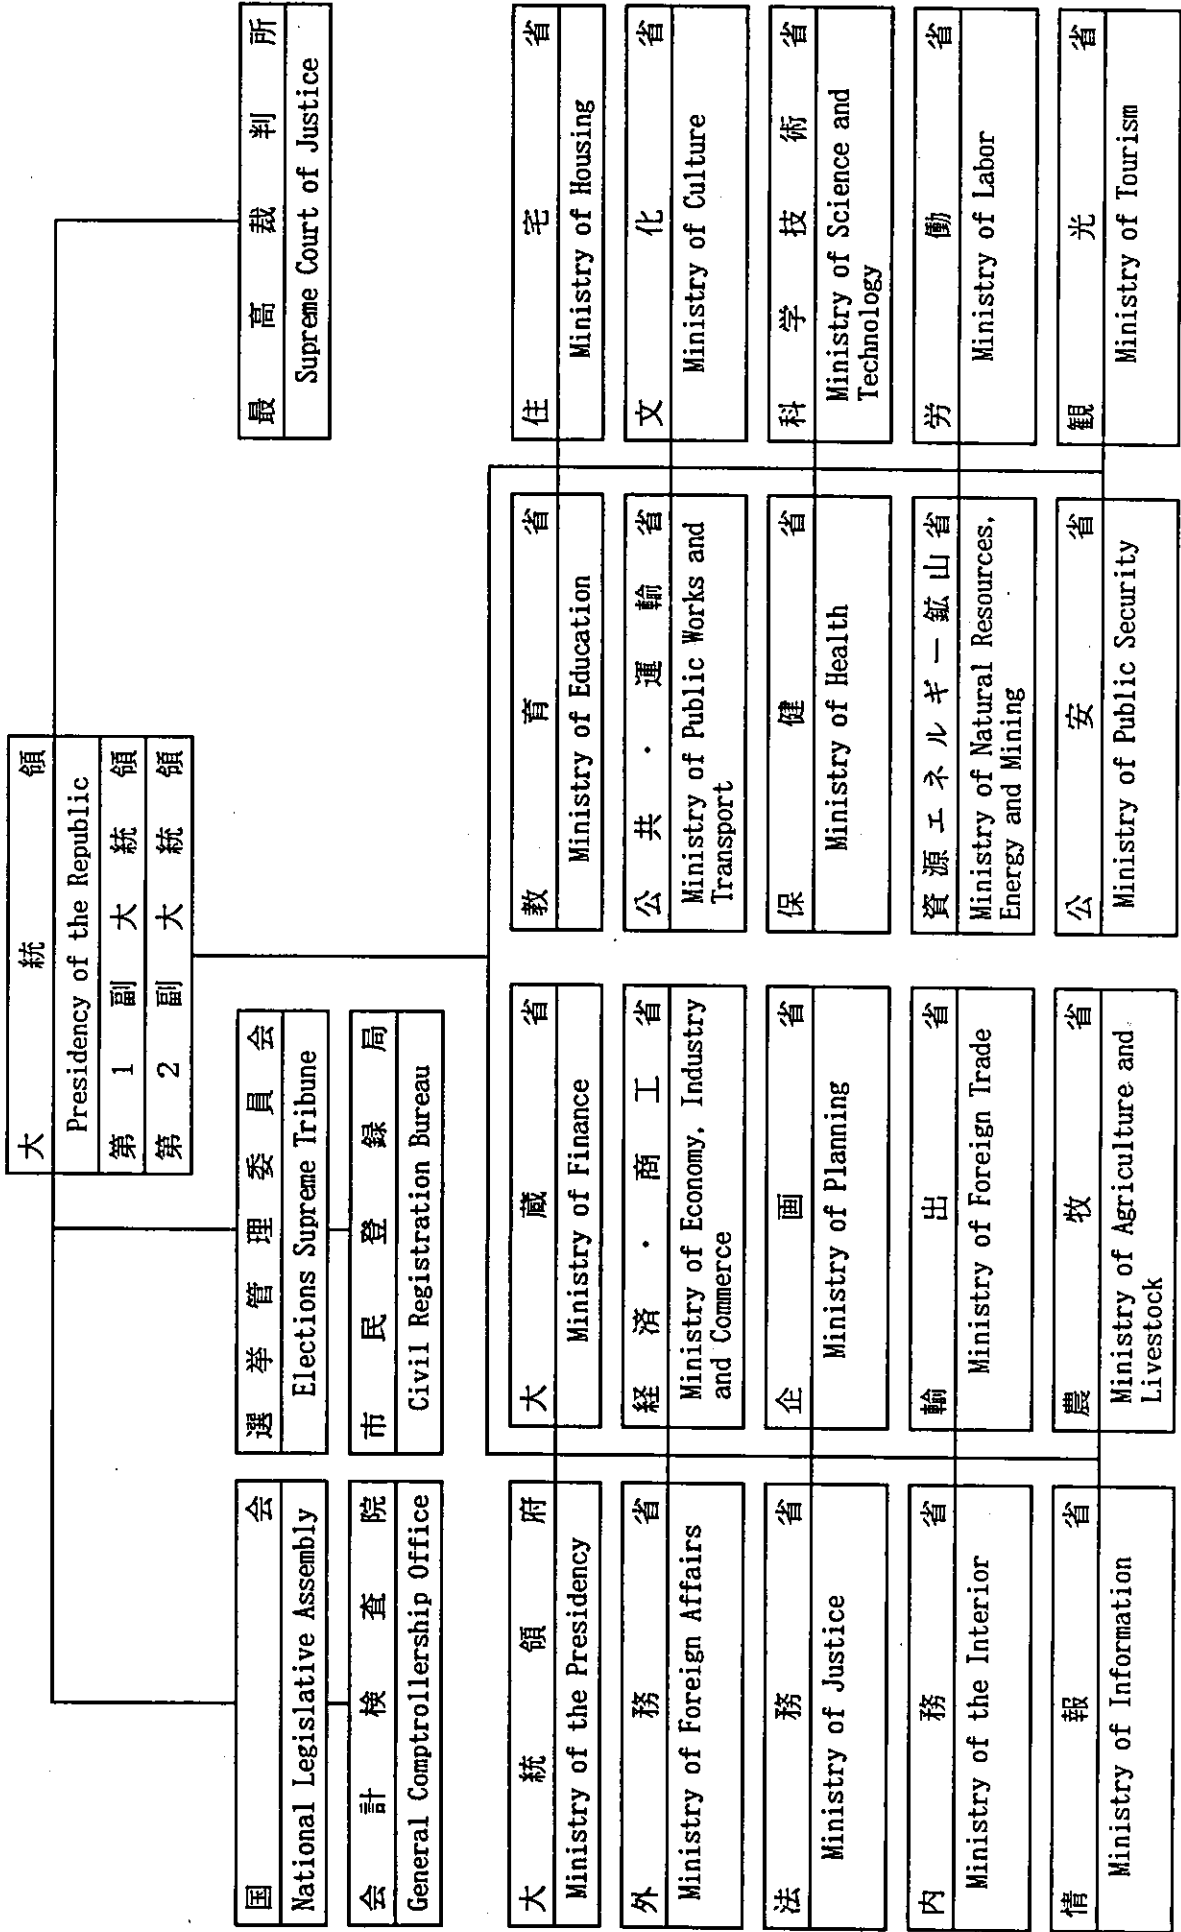 大統領
Presidency of the Republic
第1副大統領
第2副大統領
国会
National Legislative Assembly
会計検査院
General Comptrollership Office
選挙管理委員会
Elections Supreme Tribune
市民登録局
Civil Registration Bureau
最高裁判所
Supreme Court of Justice
大統領府
Ministry of the Presidency
大蔵省
Ministry of Finance
教育省
Ministry of Education
住宅省
Ministry of Housing
外務省
Ministry of Foreign Affairs
経済・商工省
Ministry of Economy, Industry
and Commerce
公共・運輸省
Ministry of Public Works and
Transport
文化省
Ministry of Culture
法務省
Ministry of Justice
企画省
Ministry of Planning
保健省
Ministry of Health
科学技術省
Ministry of Science and
Technology
内務省
Ministry of the Interior
輸出省
Ministry of Foreign Trade
資源エネルギー鉱山省
Ministry of Natural Resources,
Energy and Mining
労働省
Ministry of Labor
情報省
Ministry of Information
農牧省
Ministry of Agriculture and
Livestock
公安省
Ministry of Public Security
観光省
Ministry of Tourism